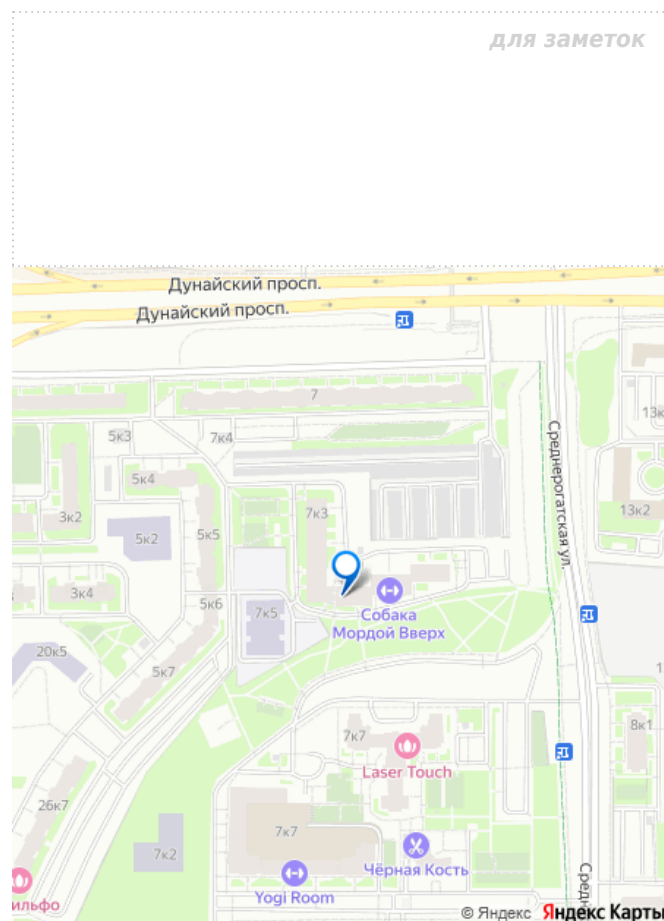 для заметок
Дунайский просп.
Дунайский просп.
7
13к
5к3
7к4
5к4
Среднерогатская ул.
3к2
7к3
13к2
5к2
5к5
3к4
5к6
7к5
Собака
Мордой Вверх
20к5
5к7
8к1
7к7
Laser Touch
26к7
7к7
7к2
Чёрная Кость
ильфо
Yogi Room
Средн
© Яндекс Яндекс Карты